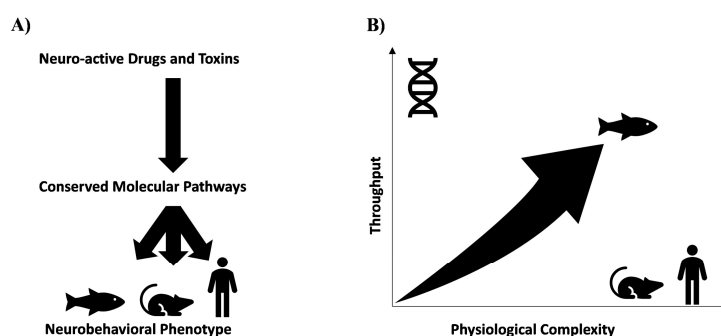 A)
Neuro-active Drugs and Toxins
Conserved Molecular Pathways
Neurobehavioral Phenotype
B)
Throughput
Physiological Complexity